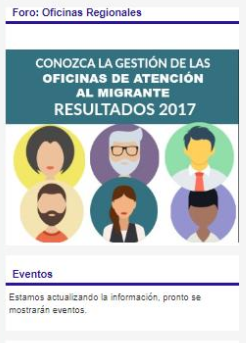 Foro: Oficinas Regionales
CONOZCA LA GESTIÓN DE LAS
OFICINAS DE ATENCIÓN
AL MIGRANTE
RESULTADOS 2017
Eventos
Estamos actualizando la información, pronto se
mostrarán eventos.